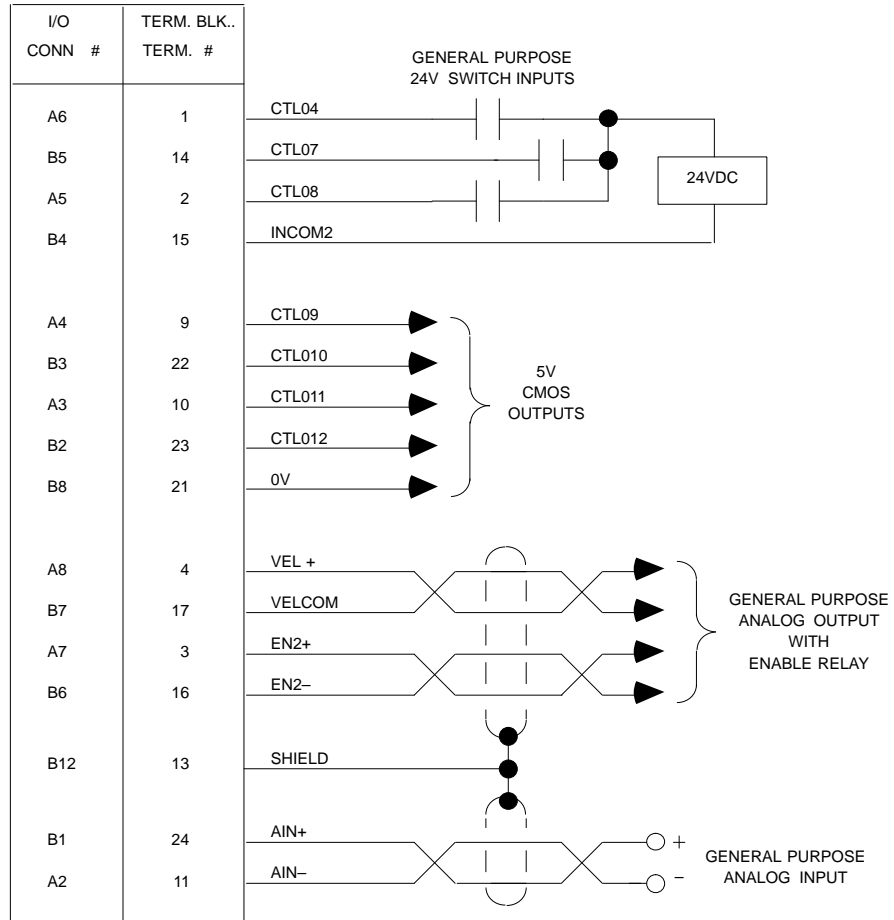 I/O TERM. BLK..
CONN # TERM. #
GENERAL PURPOSE
24V SWITCH INPUTS
A6 1 CTL04
B5 14 CTL07
24VDC
A5 2 CTL08
B4 15 INCOM2
A4 9 CTL09
B3 22 CTL010
5V
CMOS
OUTPUTS
A3 10 CTL011
B2 23 CTL012
B8 21 0V
A8 4 VEL +
B7 17 VELCOM
GENERAL PURPOSE
ANALOG OUTPUT
WITH
ENABLE RELAY
A7 3 EN2+
B6 16 EN2–
B12 13 SHIELD
B1 24 AIN+ +
GENERAL PURPOSE
ANALOG INPUT
A2 11 AIN– –